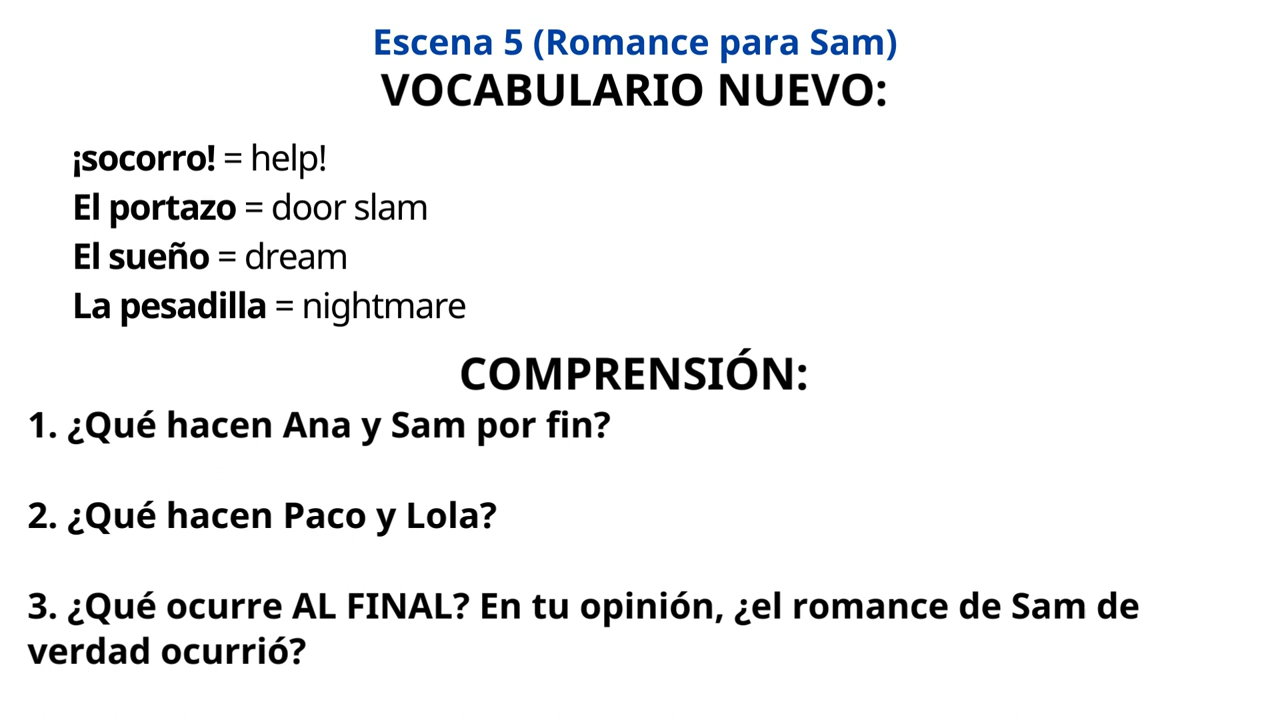 Escena 5 (Romance para Sam)
VOCABULARIO NUEVO:
¡socorro! = help!
El portazo = door slam
El sueño = dream
La pesadilla = nightmare
COMPRENSIÓN:
1. ¿Qué hacen Ana y Sam por fin?
2. ¿Qué hacen Paco y Lola?
3. ¿Qué ocurre AL FINAL? En tu opinión, ¿el romance de Sam de
verdad ocurrió?